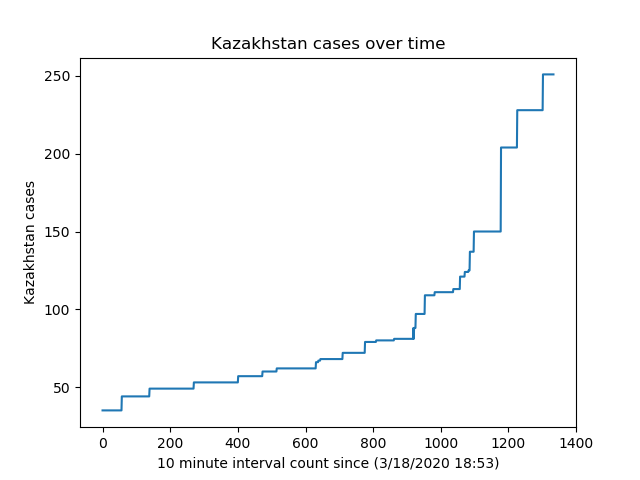 Kazakhstan cases over time
Kazakhstan cases
250
200
150
100
50
0 200 400 600 800 1000 1200 1400
10 minute interval count since (3/18/2020 18:53)